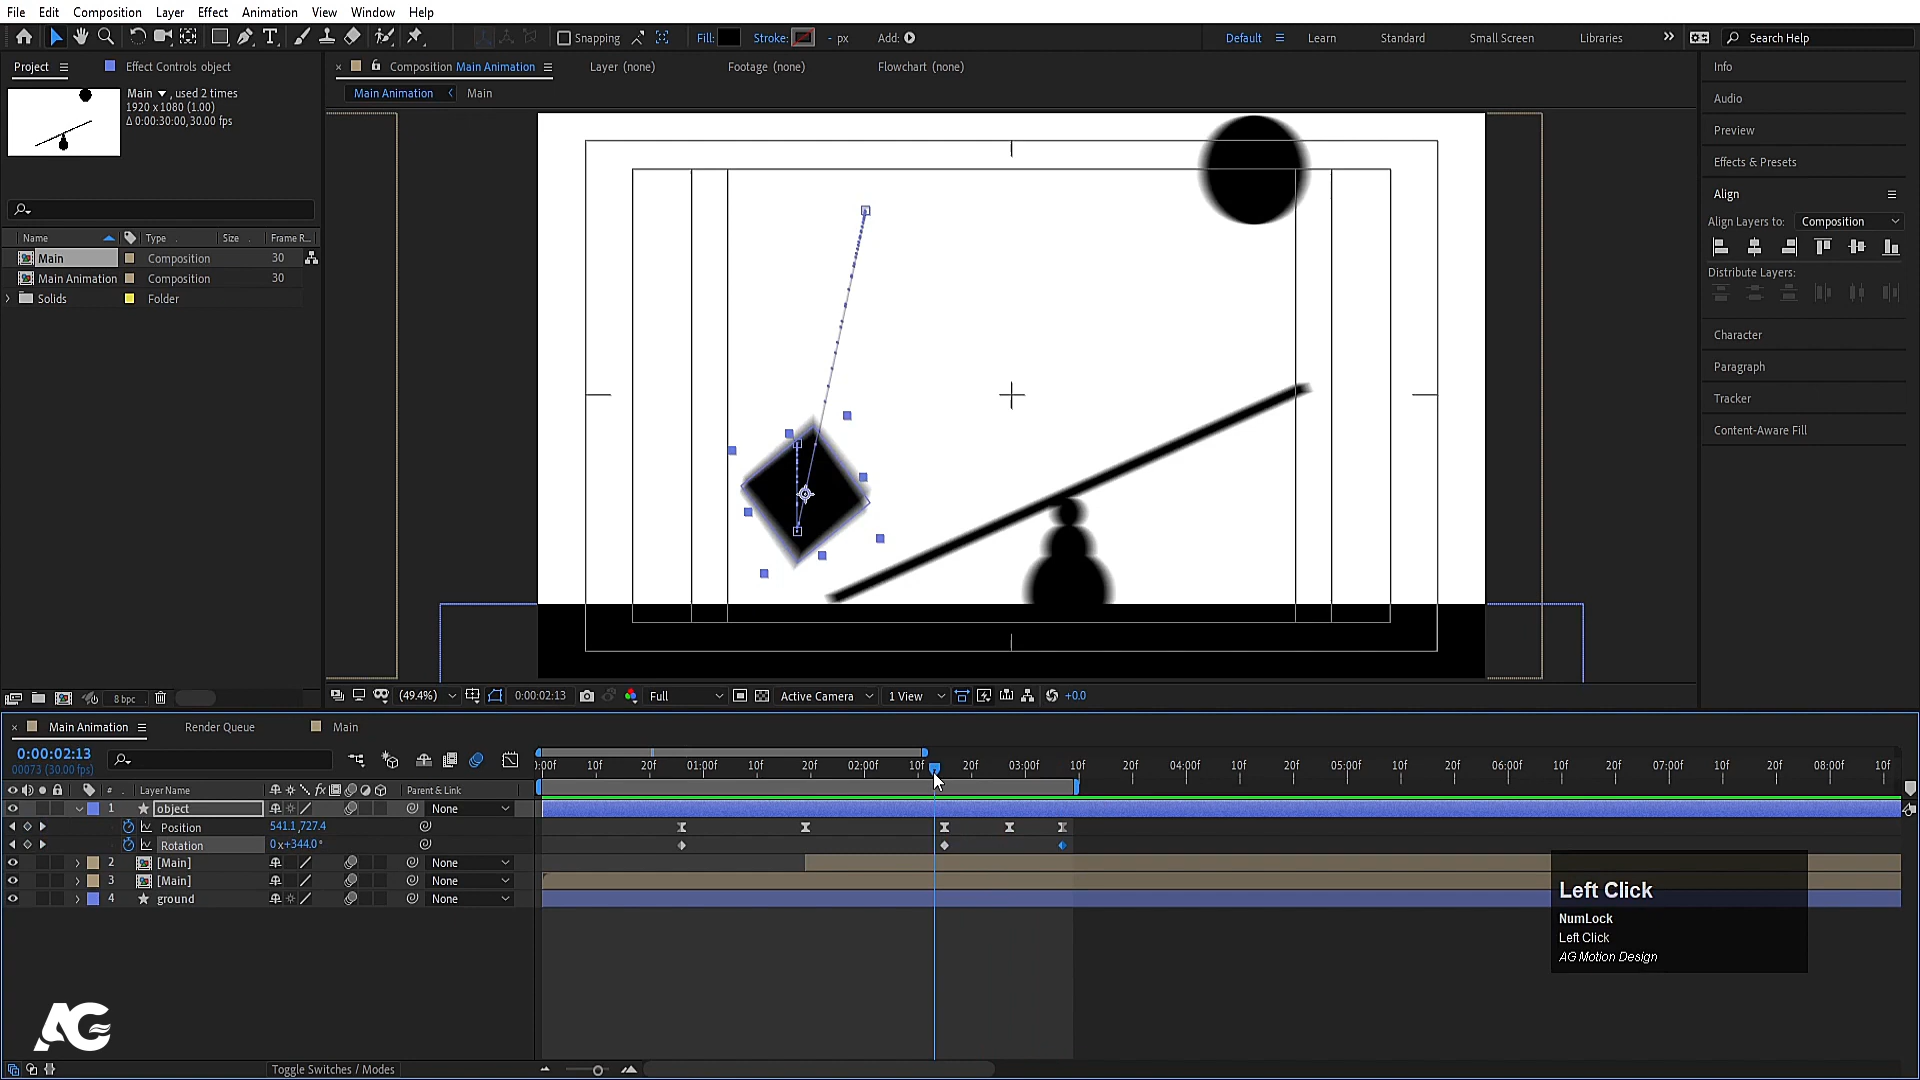 File Edit Composition Layer Effect Animation View Window Help
Snapping Fill: Stroke: - px Add: Default Learn Standard Small Screen Libraries Search Help
Project Effect Controls object Composition Main Animation Layer (none) Footage (none) Flowchart (none) Info
Main Animation Main
Main, used 2 times
1920 x 1080 (1.00)
Δ 0:00:30:00, 30.00 fps
Audio
Preview
Effects & Presets
Align
Align Layers to: Composition
Distribute Layers:
Character
Paragraph
Tracker
Content-Aware Fill
Name Type Size Frame R...
Main Composition 30
Main Animation Composition 30
Solids Folder
8 bpc (49.4%) 0:00:02:13 Full Active Camera 1 View +0.0
Main Animation Render Queue Main
0:00:02:13
00073 (30.00 fps)
):00f 10f 20f 01:00f 10f 20f 02:00f 10f 20f 03:00f 10f 20f 04:00f 10f 20f 05:00f 10f 20f 06:00f 10f 20f 07:00f 10f 20f 08:00f 10f
# Layer Name fx Parent & Link
1 object None
Position 541.1,727.4
Rotation 0x+344.0°
2 [Main] None
3 [Main] None
4 ground None
Left Click
NumLock
Left Click
AG Motion Design
AG
Toggle Switches / Modes